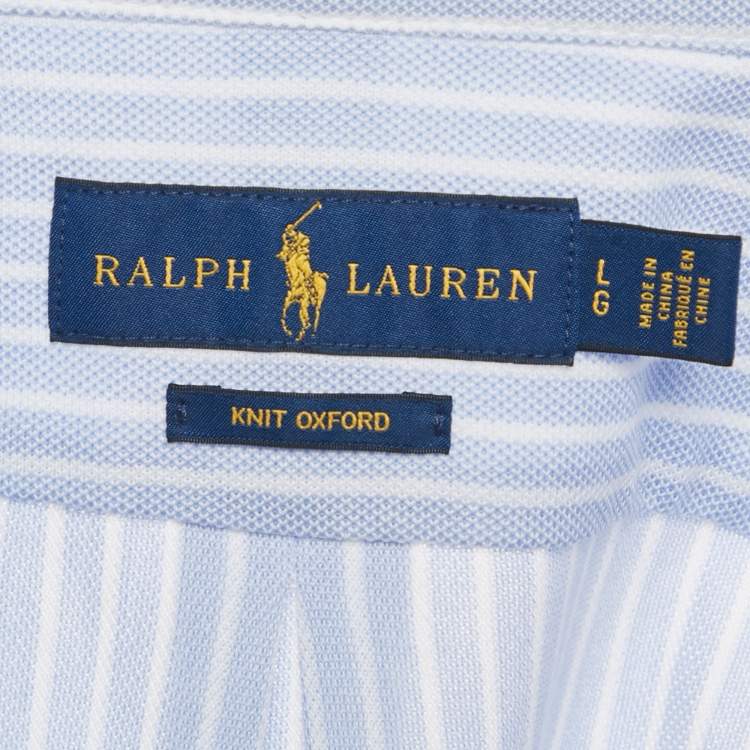 RALPH LAUREN
L
G
MADE IN
CHINA
FABRIQUÉ EN
CHINE
KNIT OXFORD